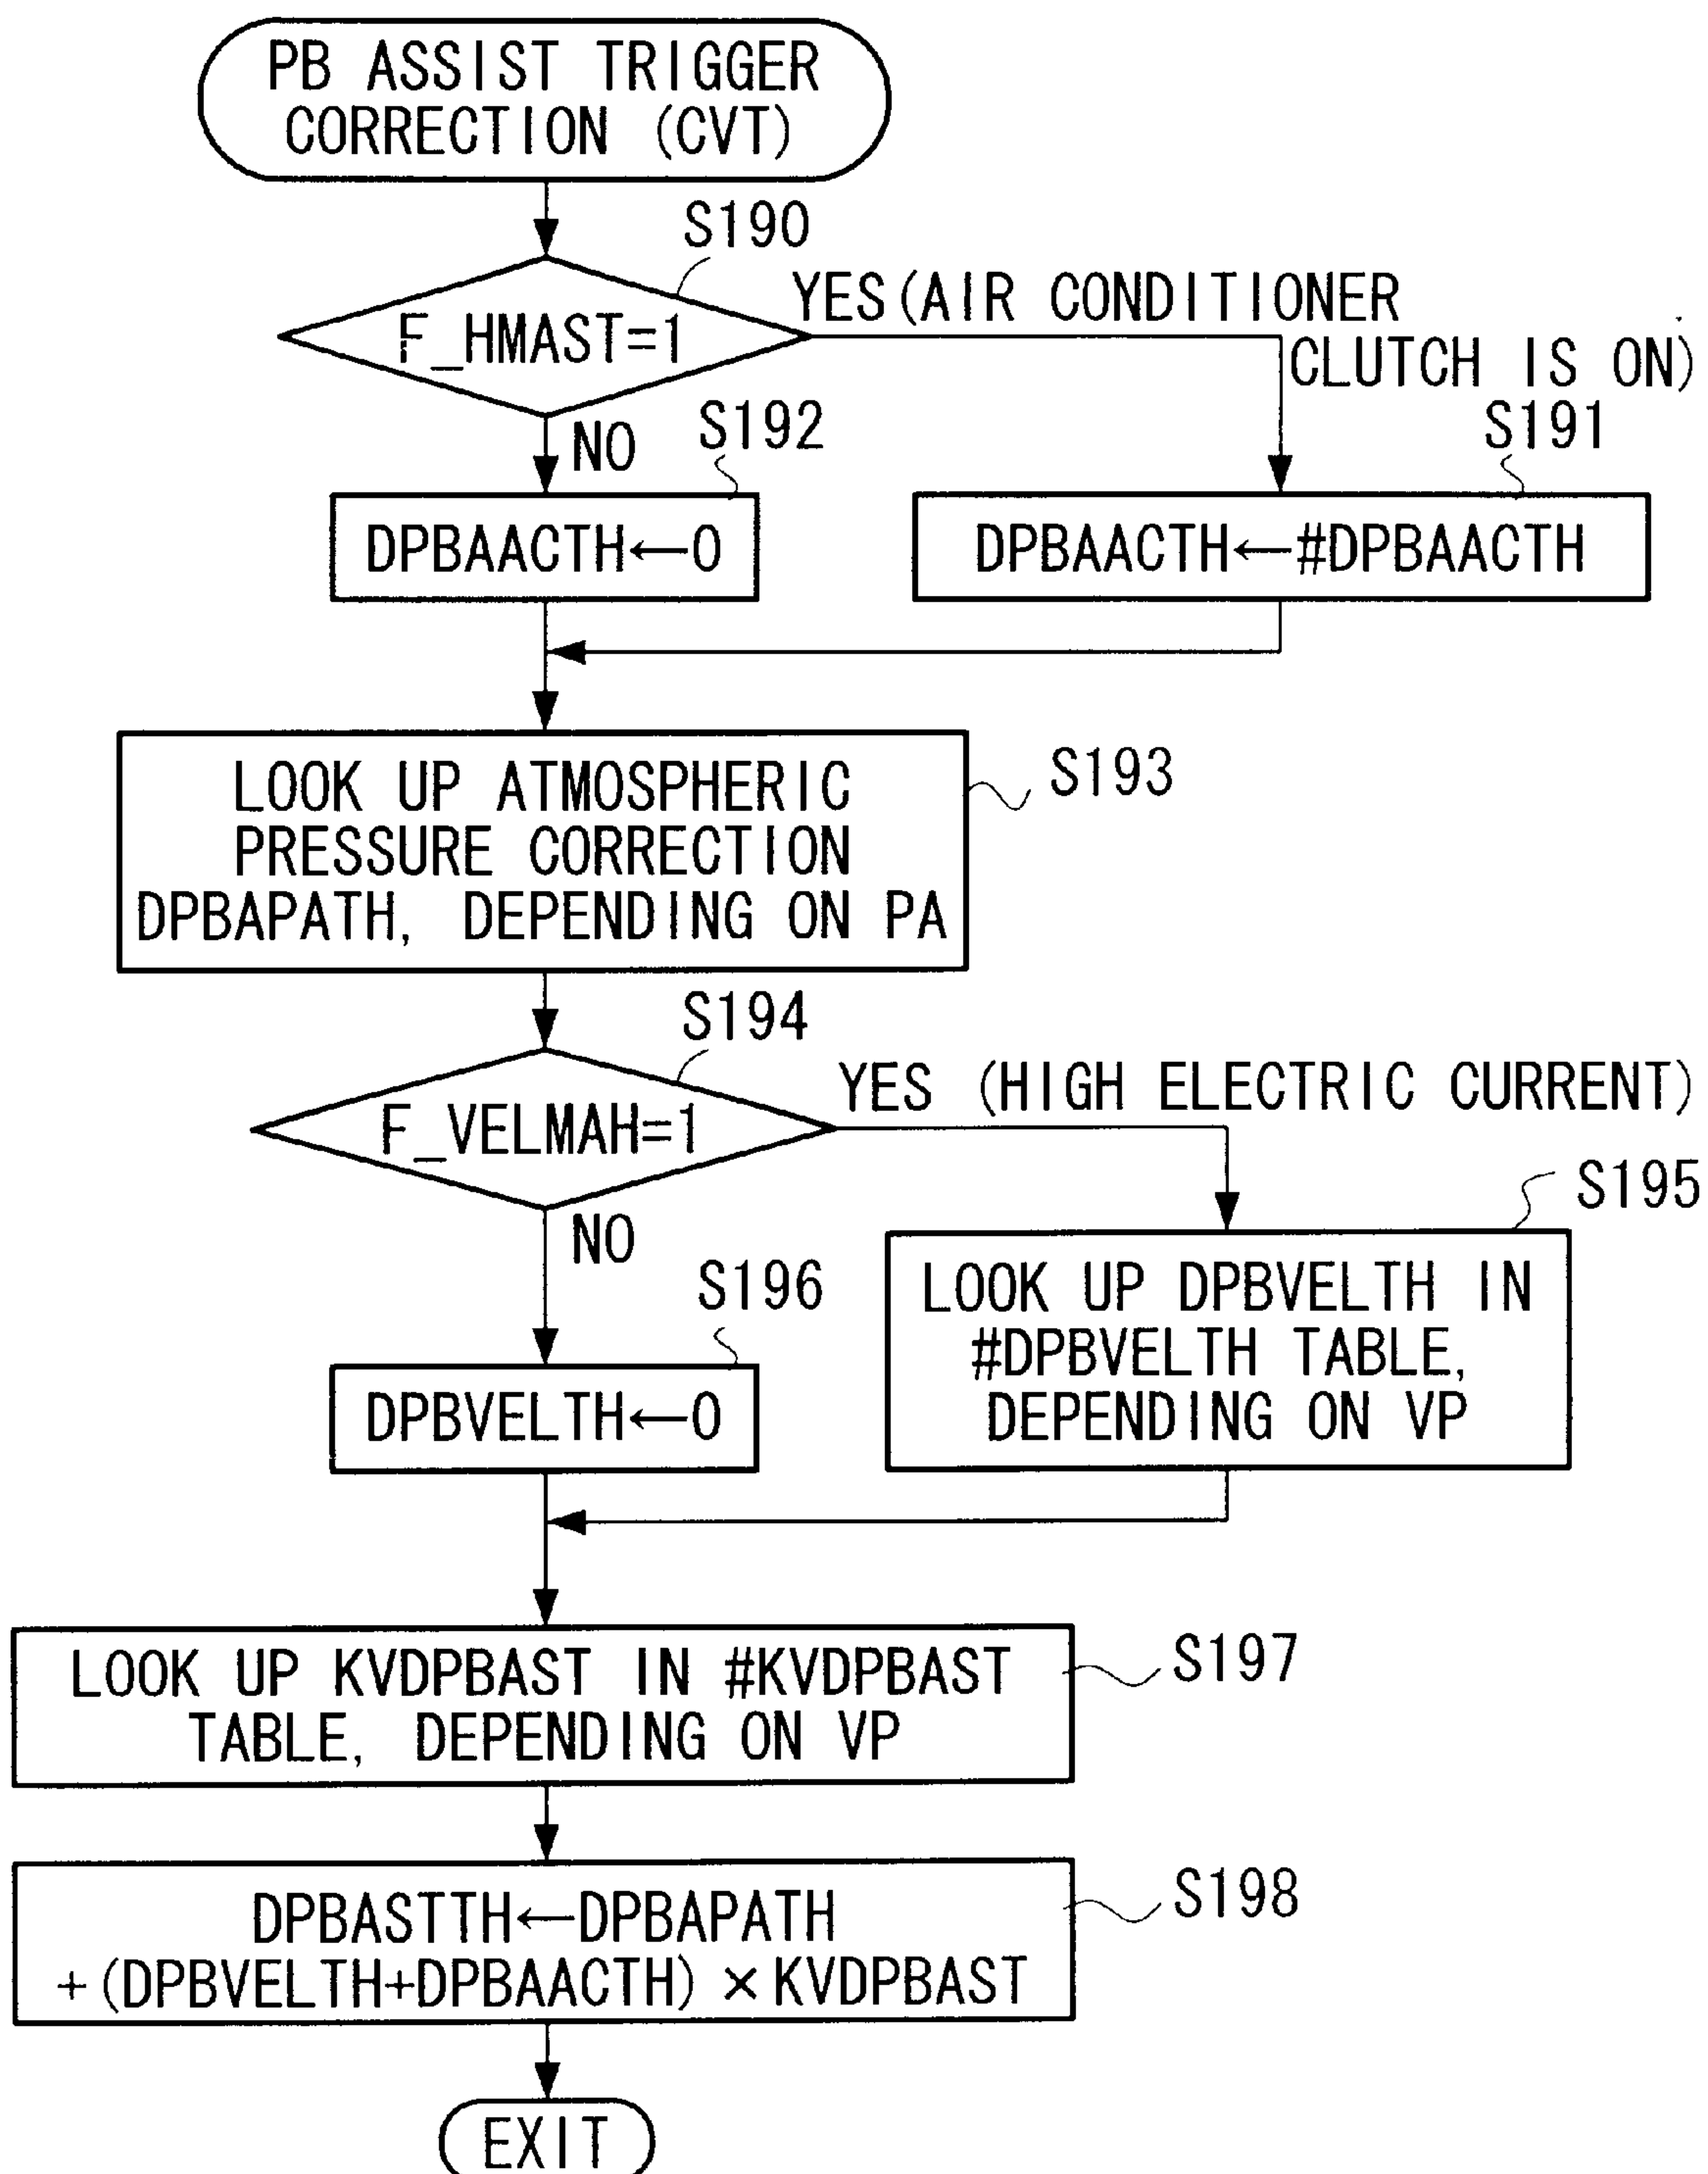 PB ASSIST TRIGGER
CORRECTION (CVT)
S190
F_HMAST=1
YES(AIR CONDITIONER
CLUTCH IS ON)
NO
S192
S191
DPBAACTH←0
DPBAACTH←#DPBAACTH
LOOK UP ATMOSPHERIC
PRESSURE CORRECTION
DPBAPATH, DEPENDING ON PA
S193
S194
F_VELMAH=1
YES (HIGH ELECTRIC CURRENT)
NO
S195
S196
LOOK UP DPBVELTH IN
#DPBVELTH TABLE,
DEPENDING ON VP
DPBVELTH←0
LOOK UP KVDPBAST IN #KVDPBAST
TABLE, DEPENDING ON VP
S197
DPBASTTH←DPBAPATH
+(DPBVELTH+DPBAACTH)×KVDPBAST
S198
EXIT